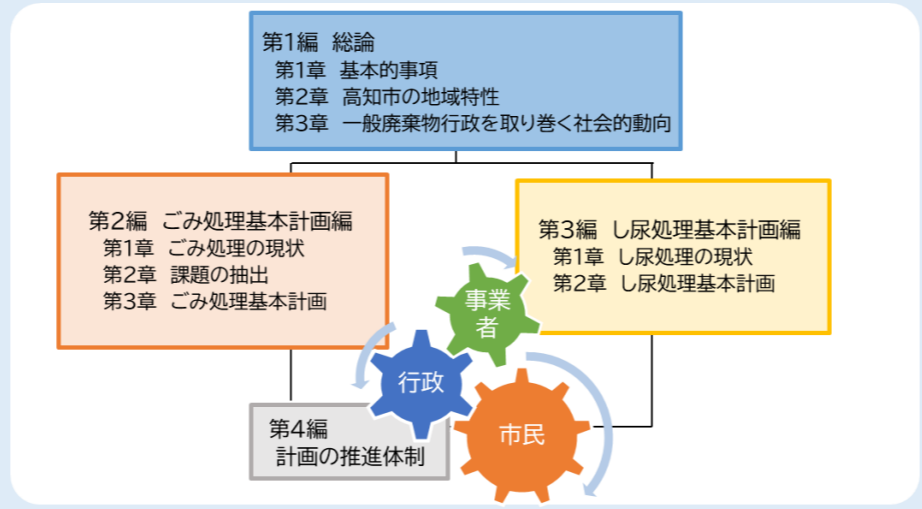 第1編 総論
第1章 基本的事項
第2章 高知市の地域特性
第3章 一般廃棄物行政を取り巻く社会的動向
第2編 ごみ処理基本計画編
第1章 ごみ処理の現状
第2章 課題の抽出
第3章 ごみ処理基本計画
第3編 し尿処理基本計画編
第1章 し尿処理の現状
第2章 し尿処理基本計画
事業
者
行政
市民
第4編
計画の推進体制